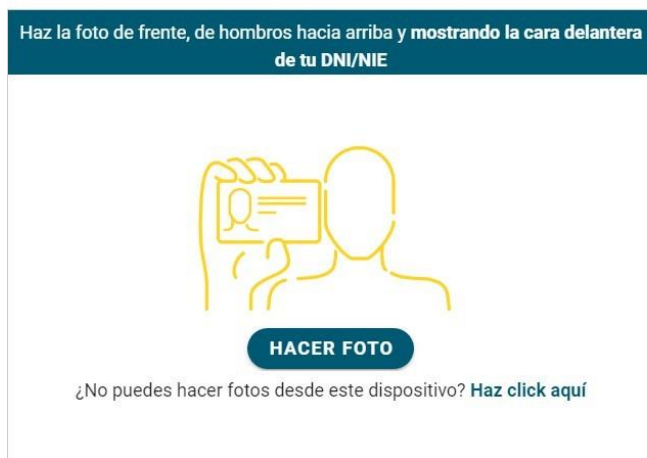 Haz la foto de frente, de hombros hacia arriba y mostrando la cara delantera
de tu DNI/NIE
HACER FOTO
¿No puedes hacer fotos desde este dispositivo? Haz click aquí